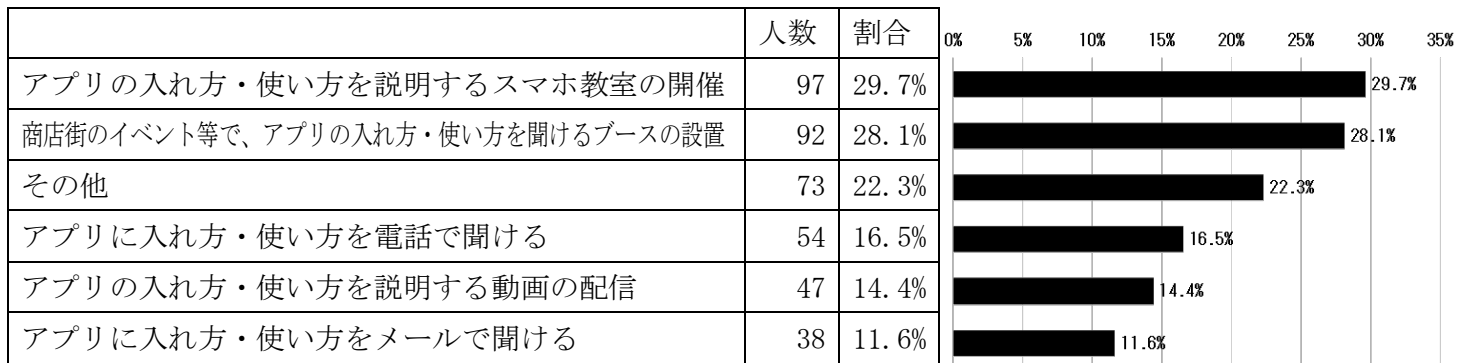 人数 割合
アプリの入れ方・使い方を説明するスマホ教室の開催 97 29.7%
商店街のイベント等で、アプリの入れ方・使い方を聞けるブースの設置 92 28.1%
その他 73 22.3%
アプリに入れ方・使い方を電話で聞ける 54 16.5%
アプリの入れ方・使い方を説明する動画の配信 47 14.4%
アプリに入れ方・使い方をメールで聞ける 38 11.6%
0% 5% 10% 15% 20% 25% 30% 35%
29.7%
28.1%
22.3%
16.5%
14.4%
11.6%